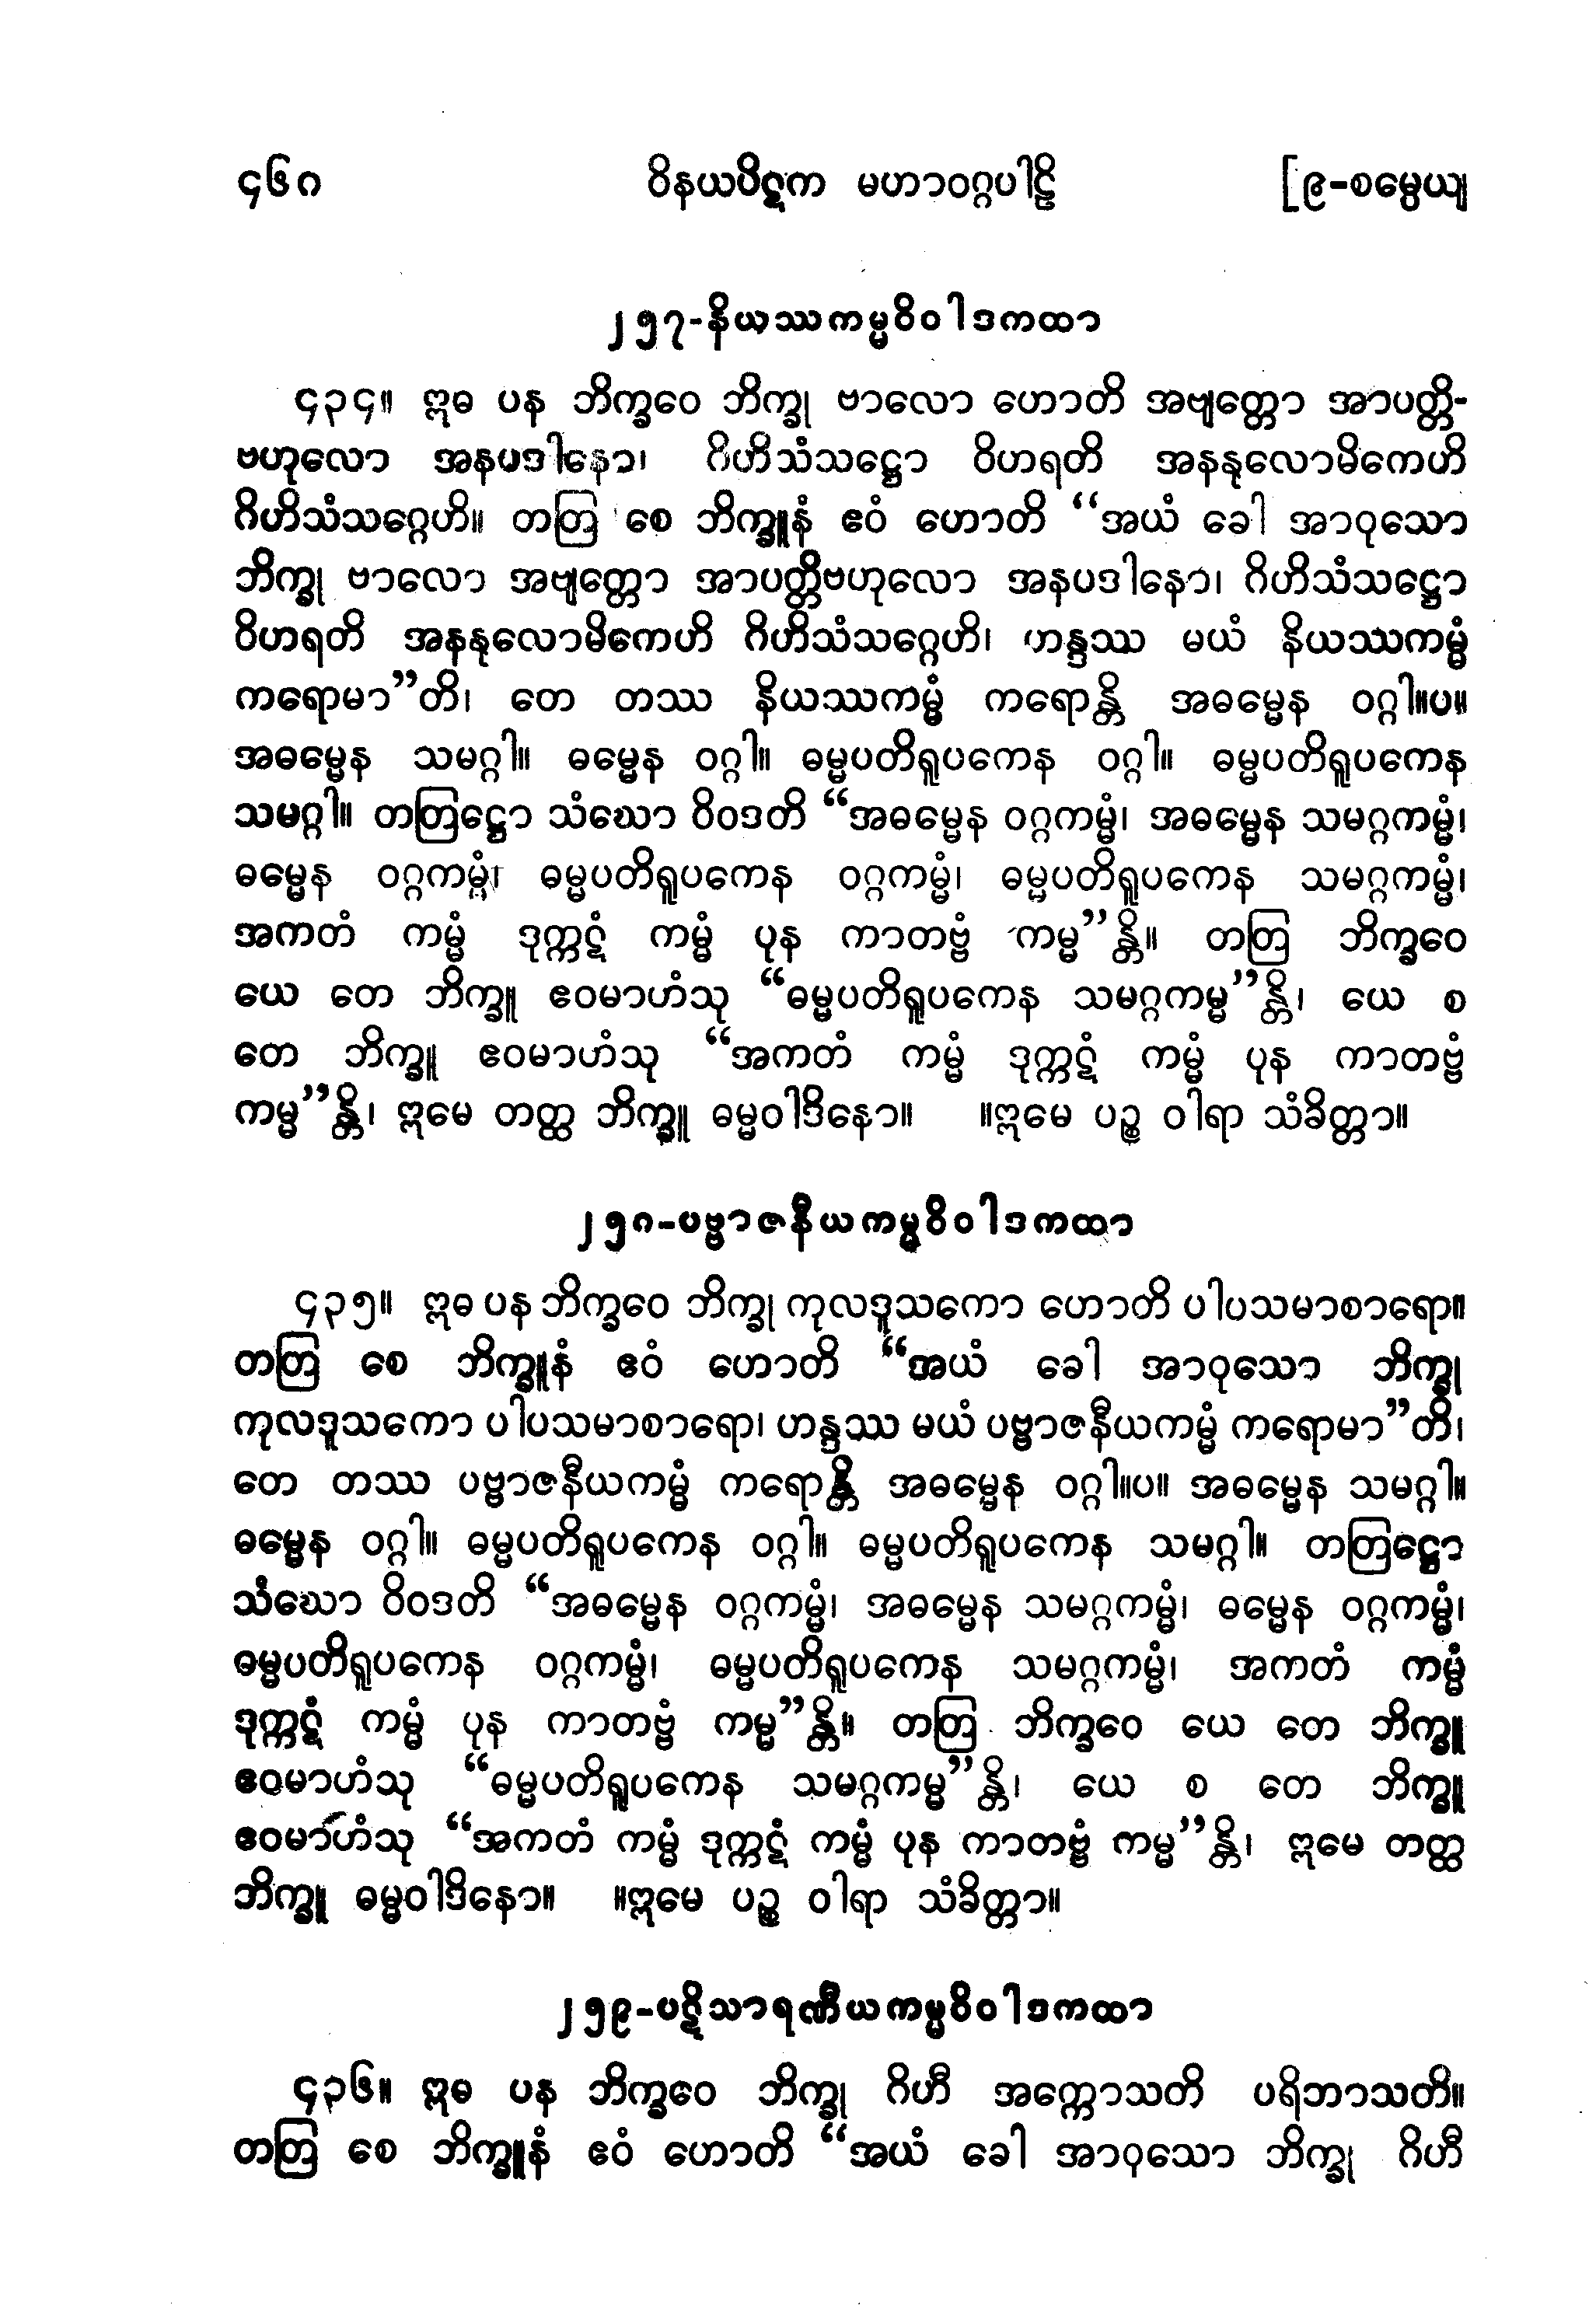 ၄၆၈ ဝိနယပိဋက မဟာဝဂ္ဂပါဠိ [၉-စမ္ပေယျ
၂၅၇-နိယဿကမ္မဝိဝါဒကထာ
၄၃၄။ ဣဓ ပန ဘိက္ခဝေ ဘိက္ခု ဗာလော ဟောတိ အဗျတ္တော အာပတ္တိ-
ဗဟုလော အနပဒါနော၊ ဂိဟိသံသဋ္ဌော ဝိဟရတိ အနနုလောမိကေဟိ
ဂိဟိသံသဂ္ဂေဟိ။ တတြ စေ ဘိက္ခူနံ ဧဝံ ဟောတိ “အယံ ခေါ အာဝုသော
ဘိက္ခု ဗာလော အဗျတ္တော အာပတ္တိဗဟုလော အနပဒါနော၊ ဂိဟိသံသဋ္ဌော
ဝိဟရတိ အနနုလောမိကေဟိ ဂိဟိသံသဂ္ဂေဟိ၊ ဟန္ဒဿ မယံ နိယဿကမ္မံ
ကရောမာ”တိ၊ တေ တဿ နိယဿကမ္မံ ကရောန္တိ အဓမ္မေန ဝဂ္ဂါ။ပ။
အဓမ္မေန သမဂ္ဂါ။ ဓမ္မေန ဝဂ္ဂါ။ ဓမ္မပတိရူပကေန ဝဂ္ဂါ။ ဓမ္မပတိရူပကေန
သမဂ္ဂါ။ တတြဋ္ဌော သံဃော ဝိဝဒတိ “အဓမ္မေန ဝဂ္ဂကမ္မံ၊ အဓမ္မေန သမဂ္ဂကမ္မံ၊
ဓမ္မေန ဝဂ္ဂကမ္မံ၊ ဓမ္မပတိရူပကေန ဝဂ္ဂကမ္မံ၊ ဓမ္မပတိရူပကေန သမဂ္ဂကမ္မံ၊
အကတံ ကမ္မံ ဒုက္ကဋံ ကမ္မံ ပုန ကာတဗ္ဗံ ကမ္မ”န္တိ။ တတြ ဘိက္ခဝေ
ယေ တေ ဘိက္ခူ ဧဝမာဟံသု “ဓမ္မပတိရူပကေန သမဂ္ဂကမ္မ”န္တိ၊ ယေ စ
တေ ဘိက္ခူ ဧဝမာဟံသု “အကတံ ကမ္မံ ဒုက္ကဋံ ကမ္မံ ပုန ကာတဗ္ဗံ
ကမ္မ”န္တိ၊ ဣမေ တတ္ထ ဘိက္ခူ ဓမ္မဝါဒိနော။ ။ဣမေ ပဉ္စ ဝါရာ သံခိတ္တာ။
၂၅၈-ပဗ္ဗာဇနီယကမ္မဝိဝါဒကထာ
၄၃၅။ ဣဓ ပန ဘိက္ခဝေ ဘိက္ခု ကုလဒူသကော ဟောတိ ပါပသမာစာရော။
တတြ စေ ဘိက္ခူနံ ဧဝံ ဟောတိ “အယံ ခေါ အာဝုသော ဘိက္ခု
ကုလဒူသကော ပါပသမာစာရော၊ ဟန္ဒဿ မယံ ပဗ္ဗာဇနီယကမ္မံ ကရောမာ”တိ၊
တေ တဿ ပဗ္ဗာဇနီယကမ္မံ ကရောန္တိ အဓမ္မေန ဝဂ္ဂါ။ပ။ အဓမ္မေန သမဂ္ဂါ။
ဓမ္မေန ဝဂ္ဂါ။ ဓမ္မပတိရူပကေန ဝဂ္ဂါ။ ဓမ္မပတိရူပကေန သမဂ္ဂါ။ တတြဋ္ဌော
သံဃော ဝိဝဒတိ “အဓမ္မေန ဝဂ္ဂကမ္မံ၊ အဓမ္မေန သမဂ္ဂကမ္မံ၊ ဓမ္မေန ဝဂ္ဂကမ္မံ၊
ဓမ္မပတိရူပကေန ဝဂ္ဂကမ္မံ၊ ဓမ္မပတိရူပကေန သမဂ္ဂကမ္မံ၊ အကတံ ကမ္မံ
ဒုက္ကဋံ ကမ္မံ ပုန ကာတဗ္ဗံ ကမ္မ”န္တိ။ တတြ ဘိက္ခဝေ ယေ တေ ဘိက္ခူ
ဧဝမာဟံသု “ဓမ္မပတိရူပကေန သမဂ္ဂကမ္မ”န္တိ၊ ယေ စ တေ ဘိက္ခူ
ဧဝမာဟံသု “အကတံ ကမ္မံ ဒုက္ကဋံ ကမ္မံ ပုန ကာတဗ္ဗံ ကမ္မ”န္တိ၊ ဣမေ တတ္ထ
ဘိက္ခူ ဓမ္မဝါဒိနော။ ။ဣမေ ပဉ္စ ဝါရာ သံခိတ္တာ။
၂၅၉-ပဋိသာရဏီယကမ္မဝိဝါဒကထာ
၄၃၆။ ဣဓ ပန ဘိက္ခဝေ ဘိက္ခု ဂိဟီ အက္ကောသတိ ပရိဘာသတိ။
တတြ စေ ဘိက္ခူနံ ဧဝံ ဟောတိ “အယံ ခေါ အာဝုသော ဘိက္ခု ဂိဟီ